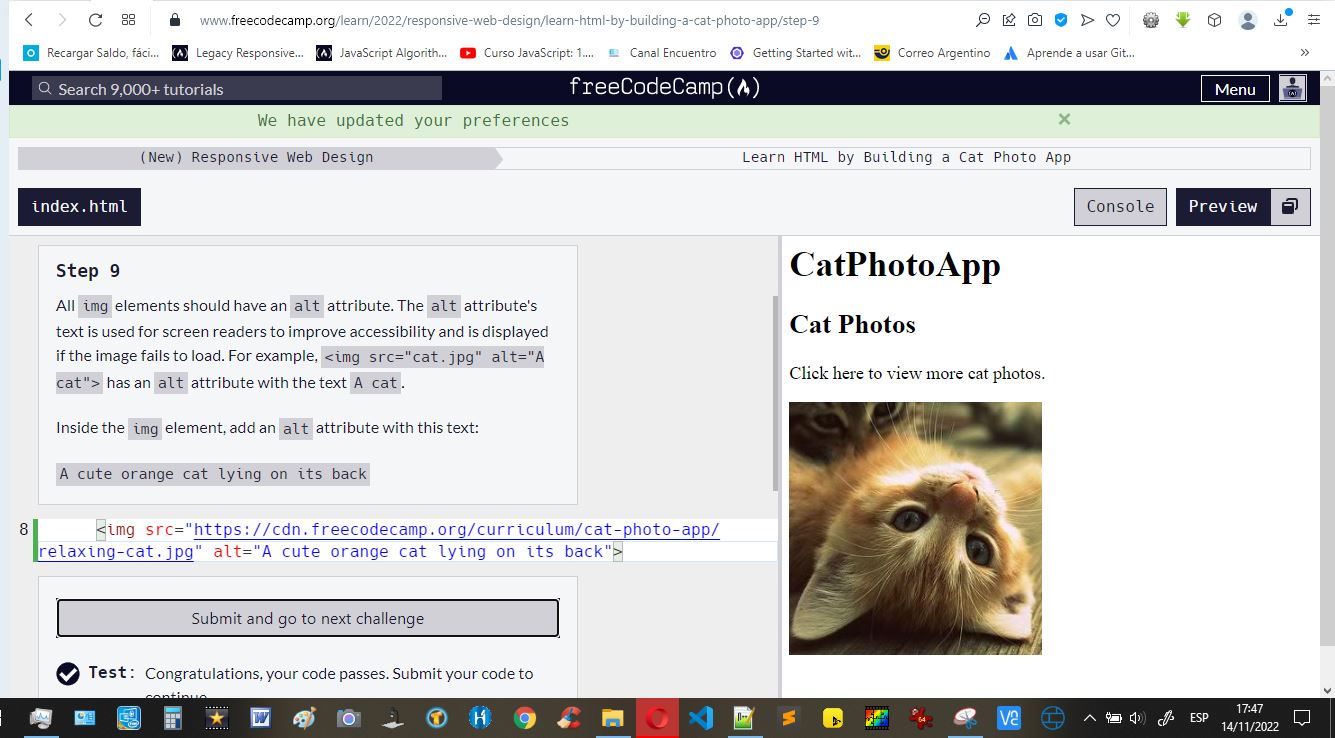 www.freecodecamp.org/learn/2022/responsive-web-design/learn-html-by-building-a-cat-photo-app/step-9
Recargar Saldo, fáci... Legacy Responsive... JavaScript Algorith... Curso JavaScript: 1.... Canal Encuentro Getting Started wit... Correo Argentino Aprende a usar Git... »
Search 9,000+ tutorials freeCodeCamp Menu
We have updated your preferences ×
(New) Responsive Web Design Learn HTML by Building a Cat Photo App
index.html Console Preview
Step 9
All img elements should have an alt attribute. The alt attribute's
text is used for screen readers to improve accessibility and is displayed
if the image fails to load. For example, <img src="cat.jpg" alt="A
cat"> has an alt attribute with the text A cat.
Inside the img element, add an alt attribute with this text:
A cute orange cat lying on its back
8 <img src="https://cdn.freecodecamp.org/curriculum/cat-photo-app/
relaxing-cat.jpg" alt="A cute orange cat lying on its back">
Submit and go to next challenge
Test: Congratulations, your code passes. Submit your code to
continue
CatPhotoApp
Cat Photos
Click here to view more cat photos.
ESP
17:47
14/11/2022